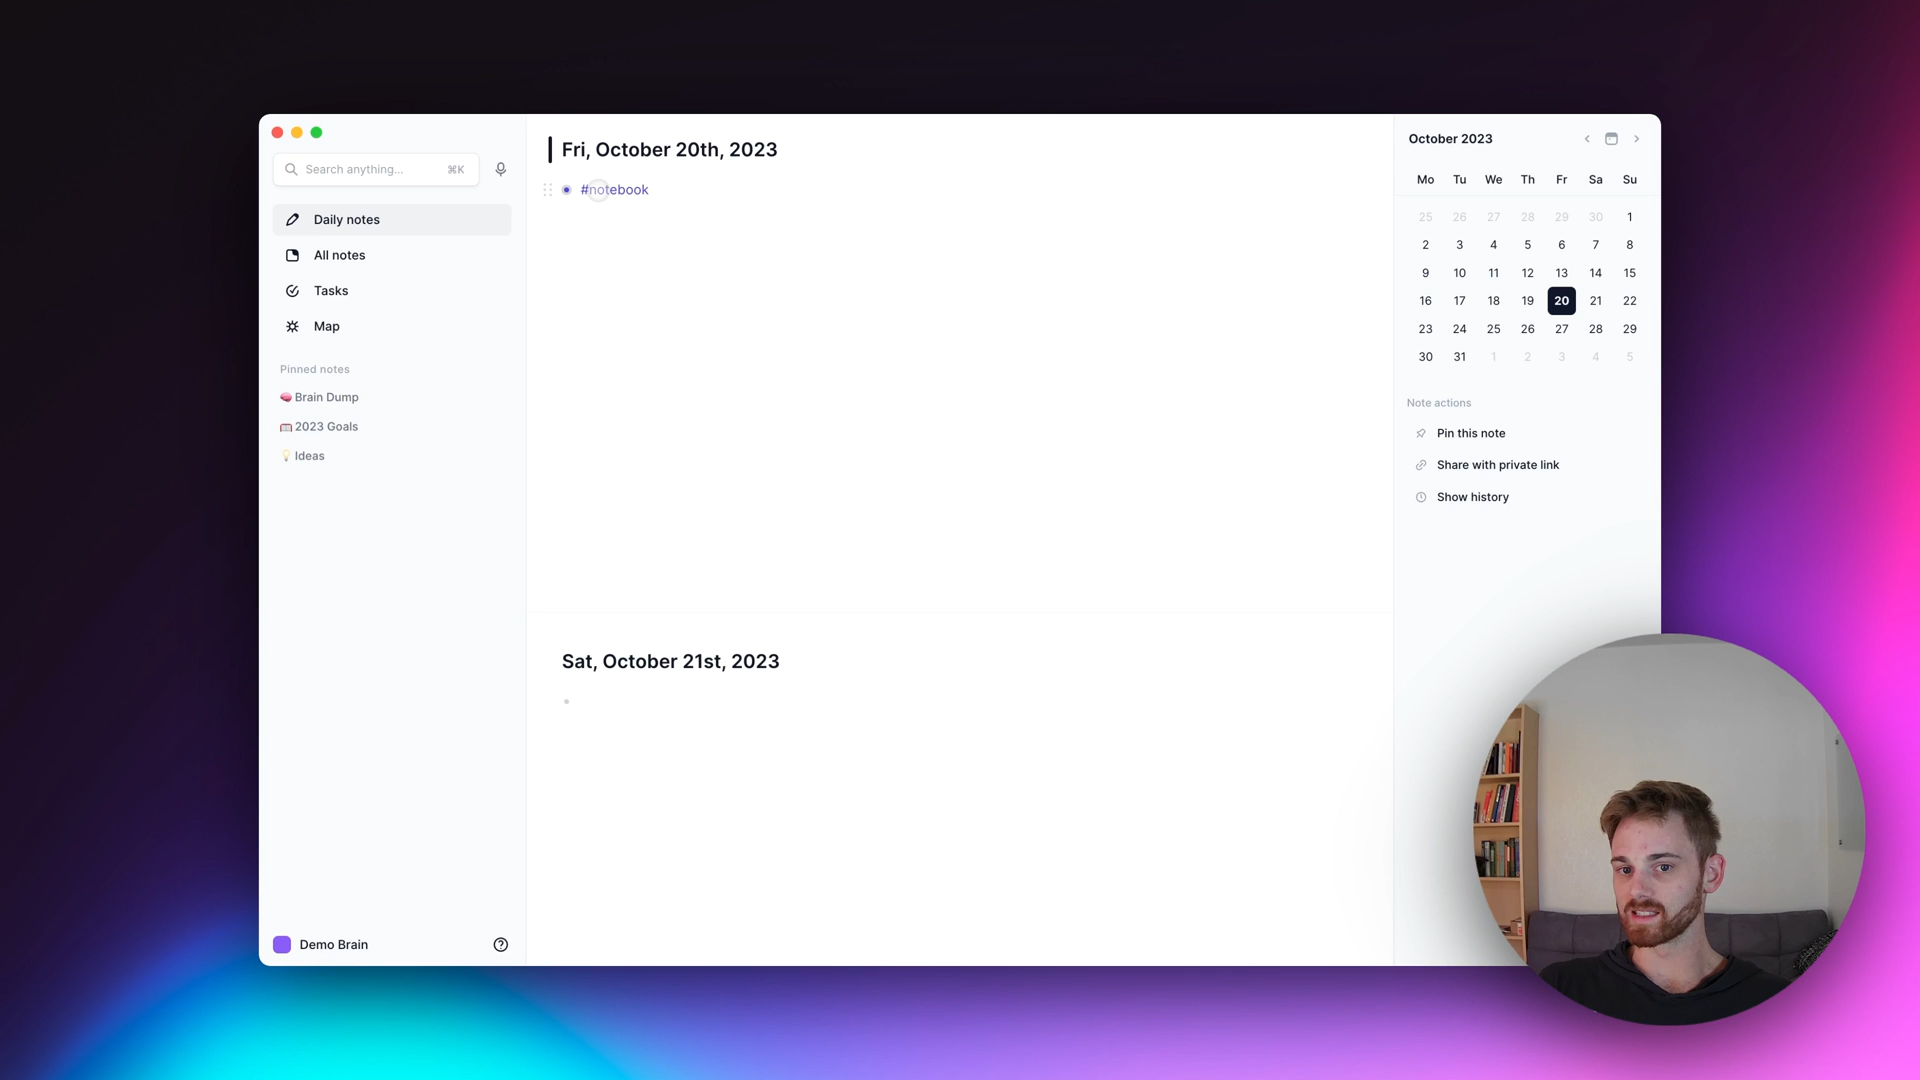 Search anything... ⌘K
Daily notes
All notes
Tasks
Map
Pinned notes
🧠 Brain Dump
🥅 2023 Goals
💡 Ideas
Demo Brain
Fri, October 20th, 2023
#notebook
Sat, October 21st, 2023
October 2023
Mo Tu We Th Fr Sa Su
25 26 27 28 29 30 1
2 3 4 5 6 7 8
9 10 11 12 13 14 15
16 17 18 19 20 21 22
23 24 25 26 27 28 29
30 31 1 2 3 4 5
Note actions
Pin this note
Share with private link
Show history